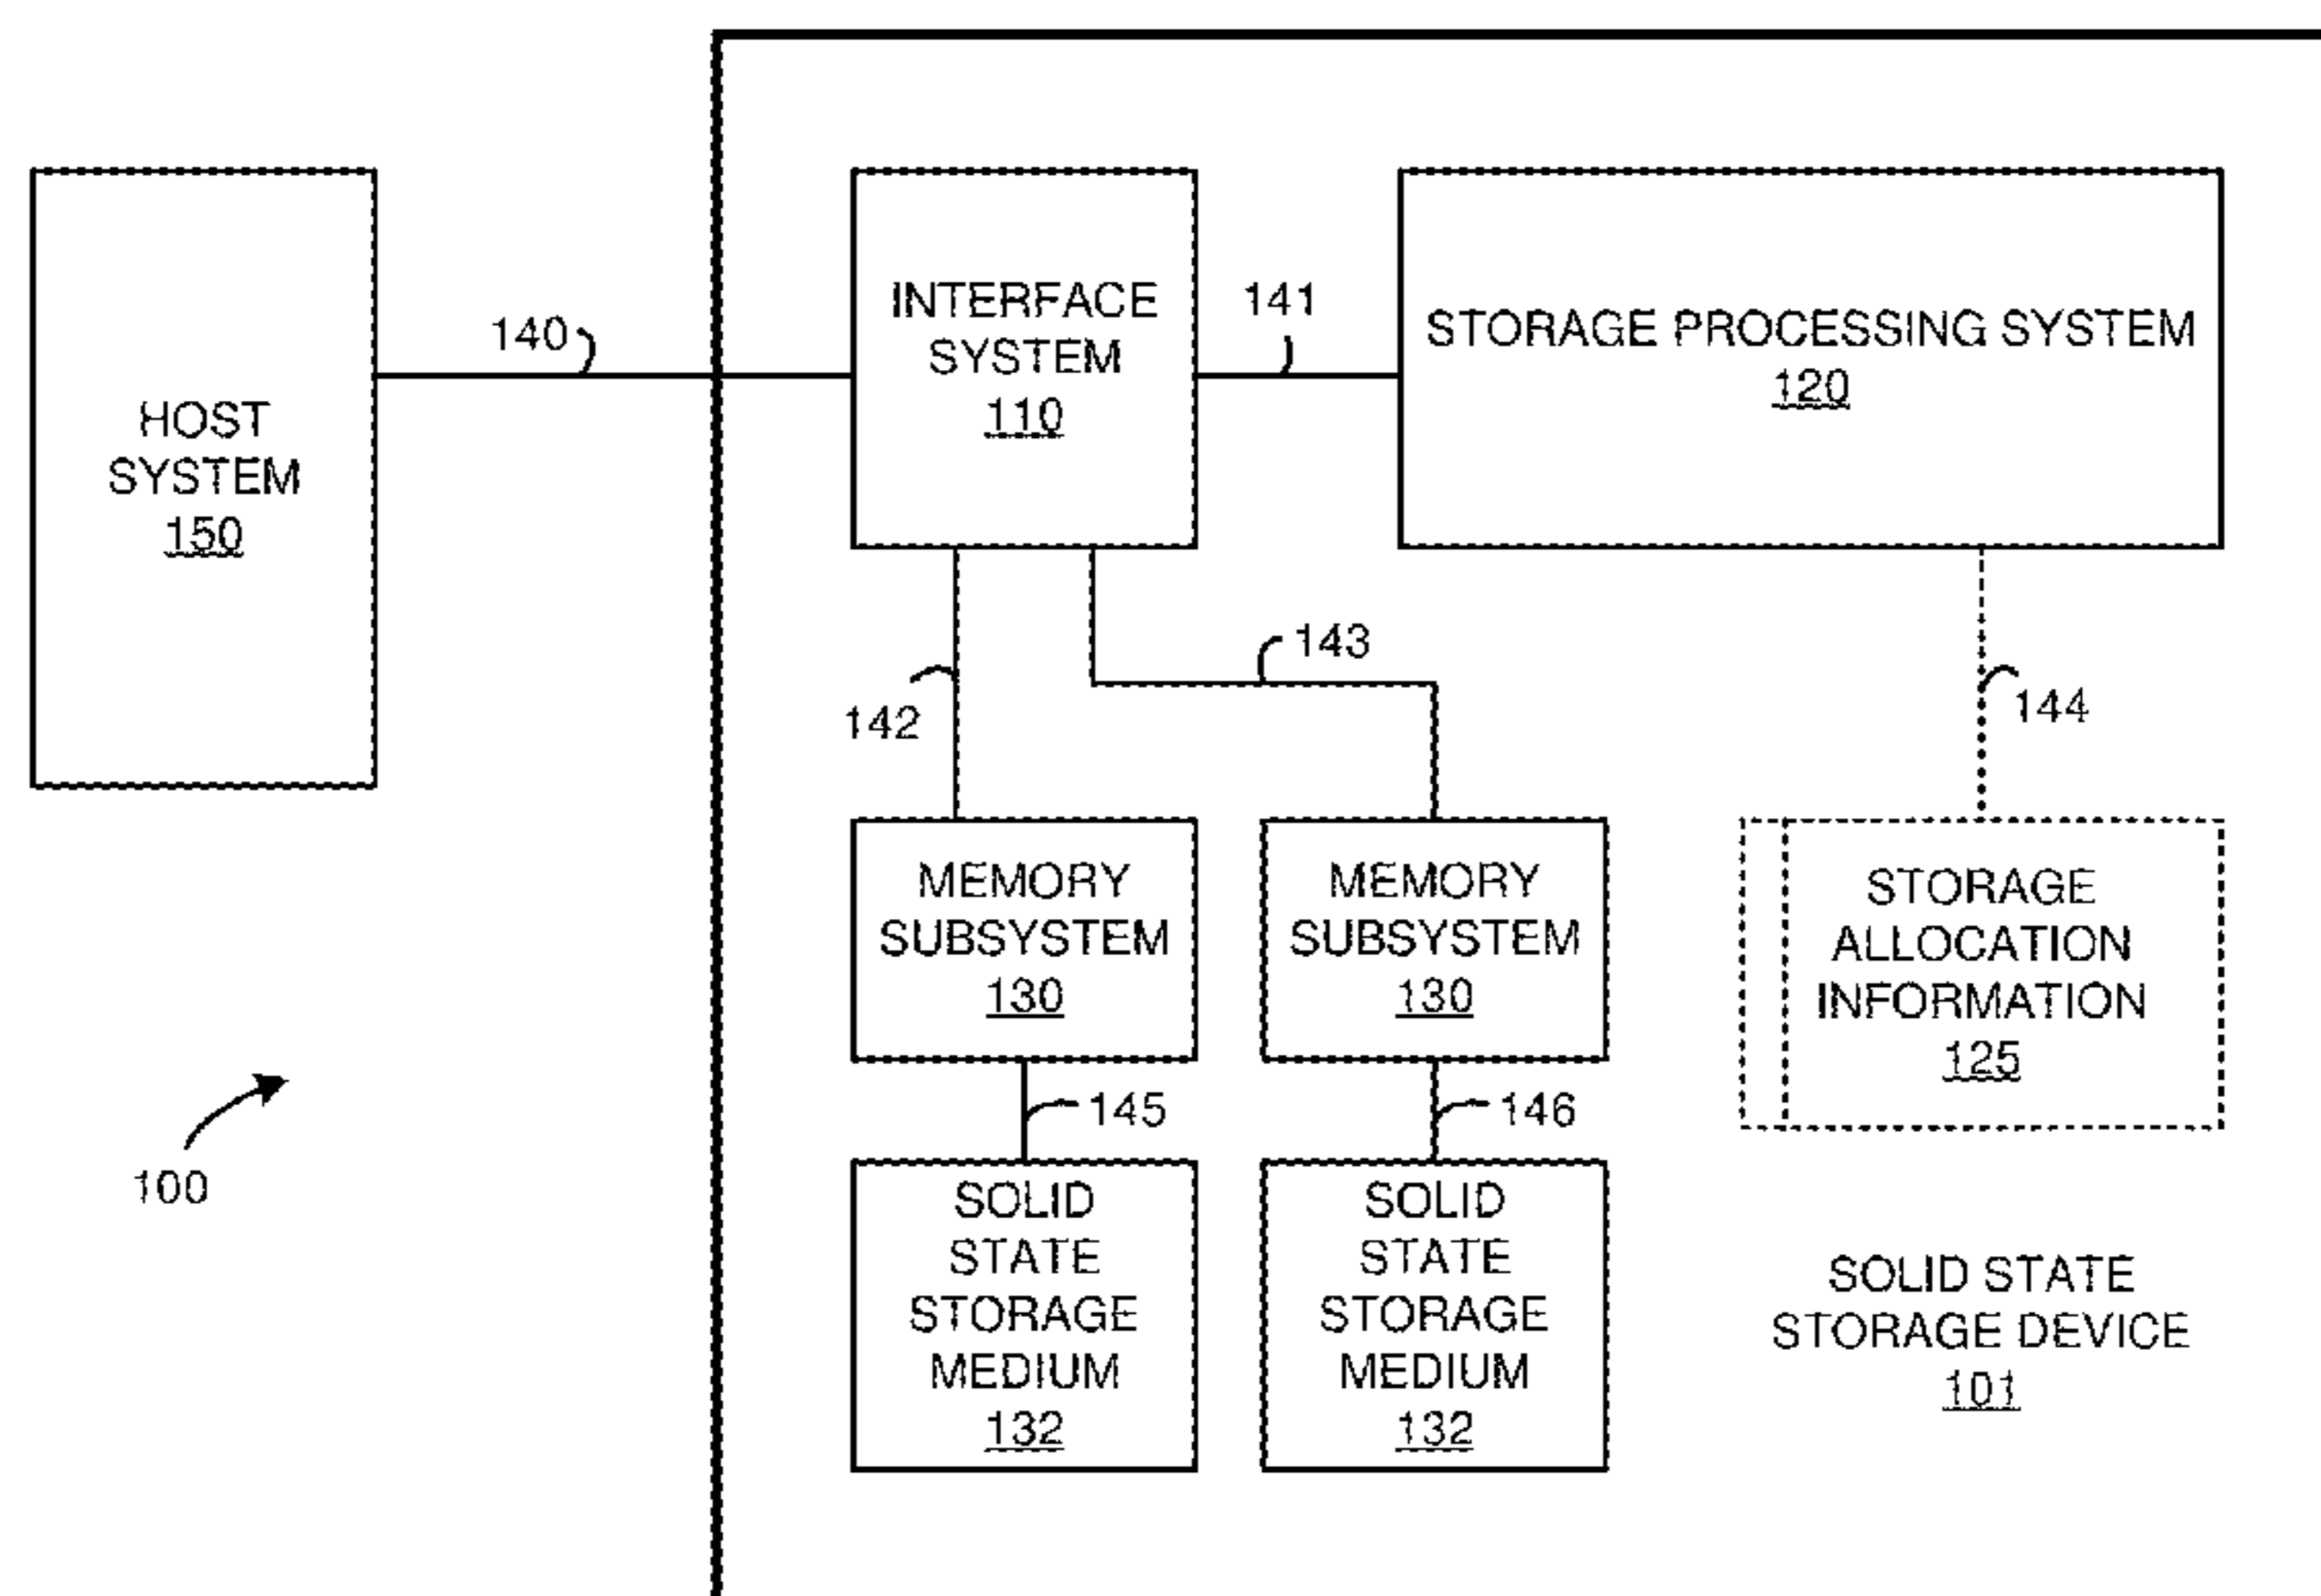 HOST
SYSTEM
150
140
INTERFACE
SYSTEM
110
141
STORAGE PROCESSING SYSTEM
120
142
143
144
MEMORY
SUBSYSTEM
130
MEMORY
SUBSYSTEM
130
STORAGE
ALLOCATION
INFORMATION
125
145
146
100
SOLID
STATE
STORAGE
MEDIUM
132
SOLID
STATE
STORAGE
MEDIUM
132
SOLID STATE
STORAGE DEVICE
101